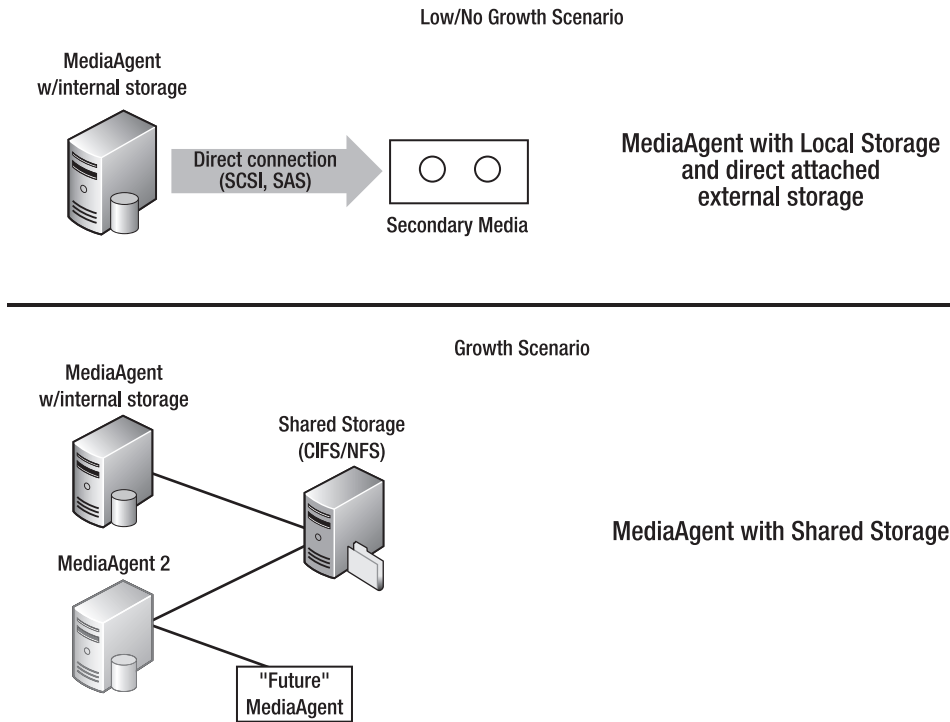 Low/No Growth Scenario
MediaAgent
w/internal storage
Direct connection
(SCSI, SAS)
Secondary Media
MediaAgent with Local Storage
and direct attached
external storage
Growth Scenario
MediaAgent
w/internal storage
Shared Storage
(CIFS/NFS)
MediaAgent with Shared Storage
MediaAgent 2
"Future"
MediaAgent